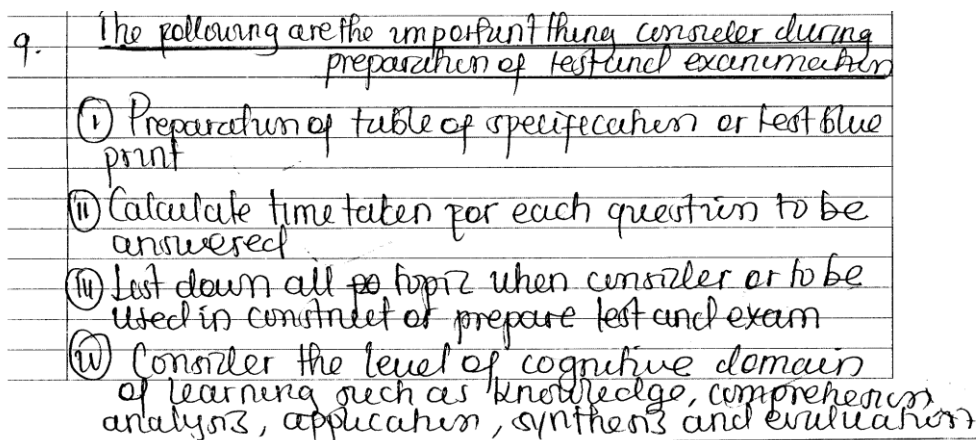 9. The following are the important thing consider during
preparation of test and examination
(i) Preparation of table of specification or test blue
print
(ii) Calculate time taken for each question to be
answered
(iii) List down all topiz when consider or to be
used in construct or prepare test and exam
(iv) Consider the level of cognitive domain
of learning such as knowledge, comprehension,
analysis, application, synthesis and evaluation